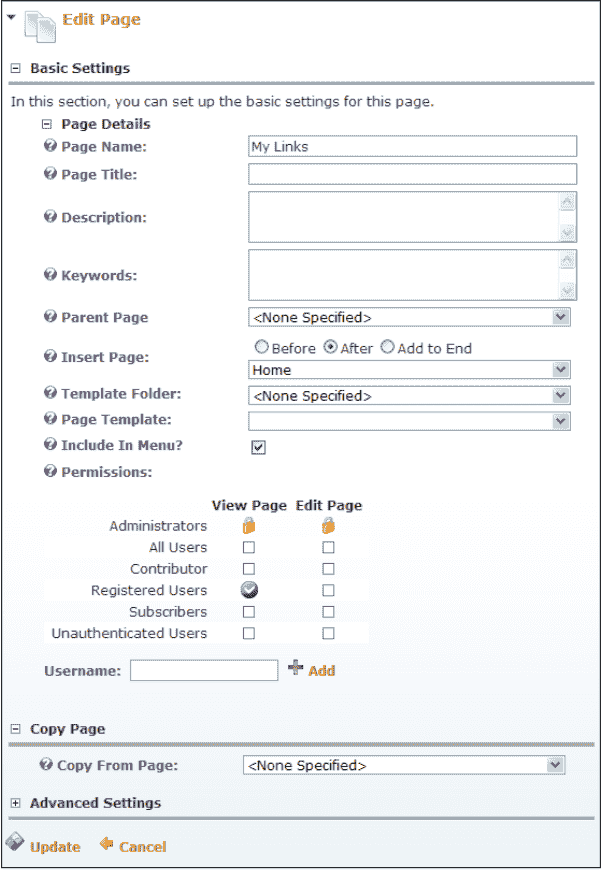 Edit Page
Basic Settings
In this section, you can set up the basic settings for this page.
Page Details
Page Name: My Links
Page Title:
Description:
Keywords:
Parent Page <None Specified>
Before After Add to End
Insert Page:
Home
Template Folder: <None Specified>
Page Template:
Include In Menu?
Permissions:
View Page Edit Page
Administrators
All Users
Contributor
Registered Users
Subscribers
Unauthenticated Users
Username: Add
Copy Page
Copy From Page: <None Specified>
Advanced Settings
Update Cancel